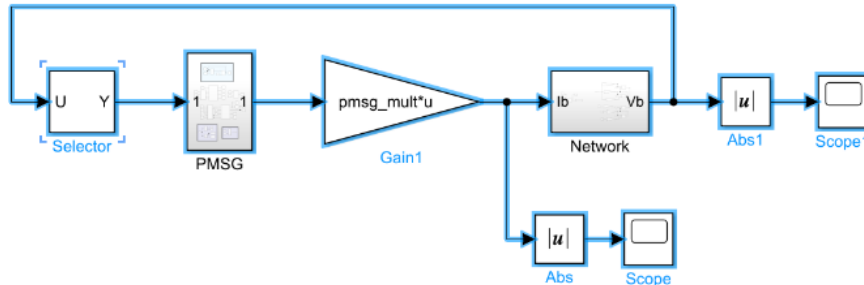 U Y
Selector
1 1
PMSG
pmsg_mult*u
Gain1
Ib Vb
Network
|u|
Abs1
Scope1
|u|
Abs
Scope